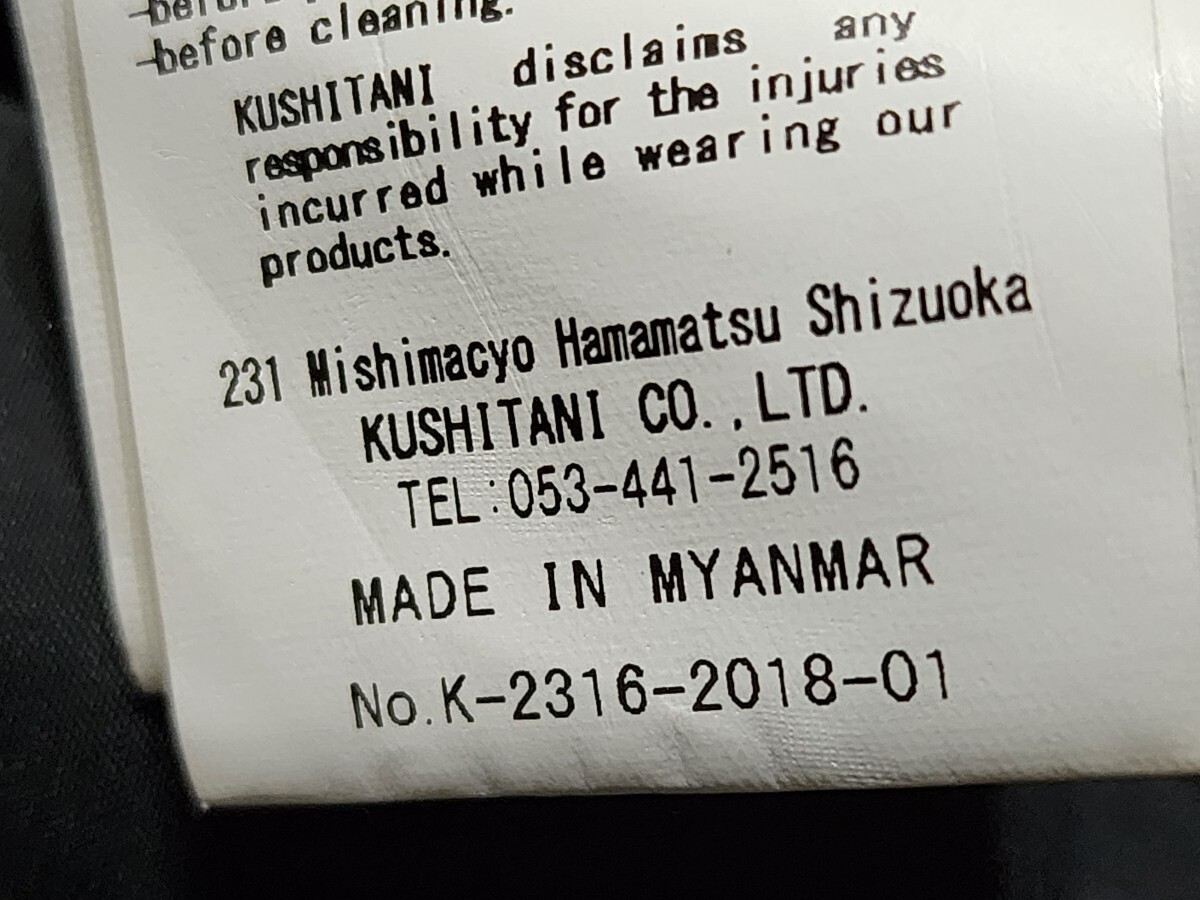 -before
-before cleaning.
KUSHITANI disclaims any
responsibility for the injuries
incurred while wearing our
products.
231 Mishimacyo Hamamatsu Shizuoka
KUSHITANI CO.,LTD.
TEL:053-441-2516
MADE IN MYANMAR
No.K-2316-2018-01